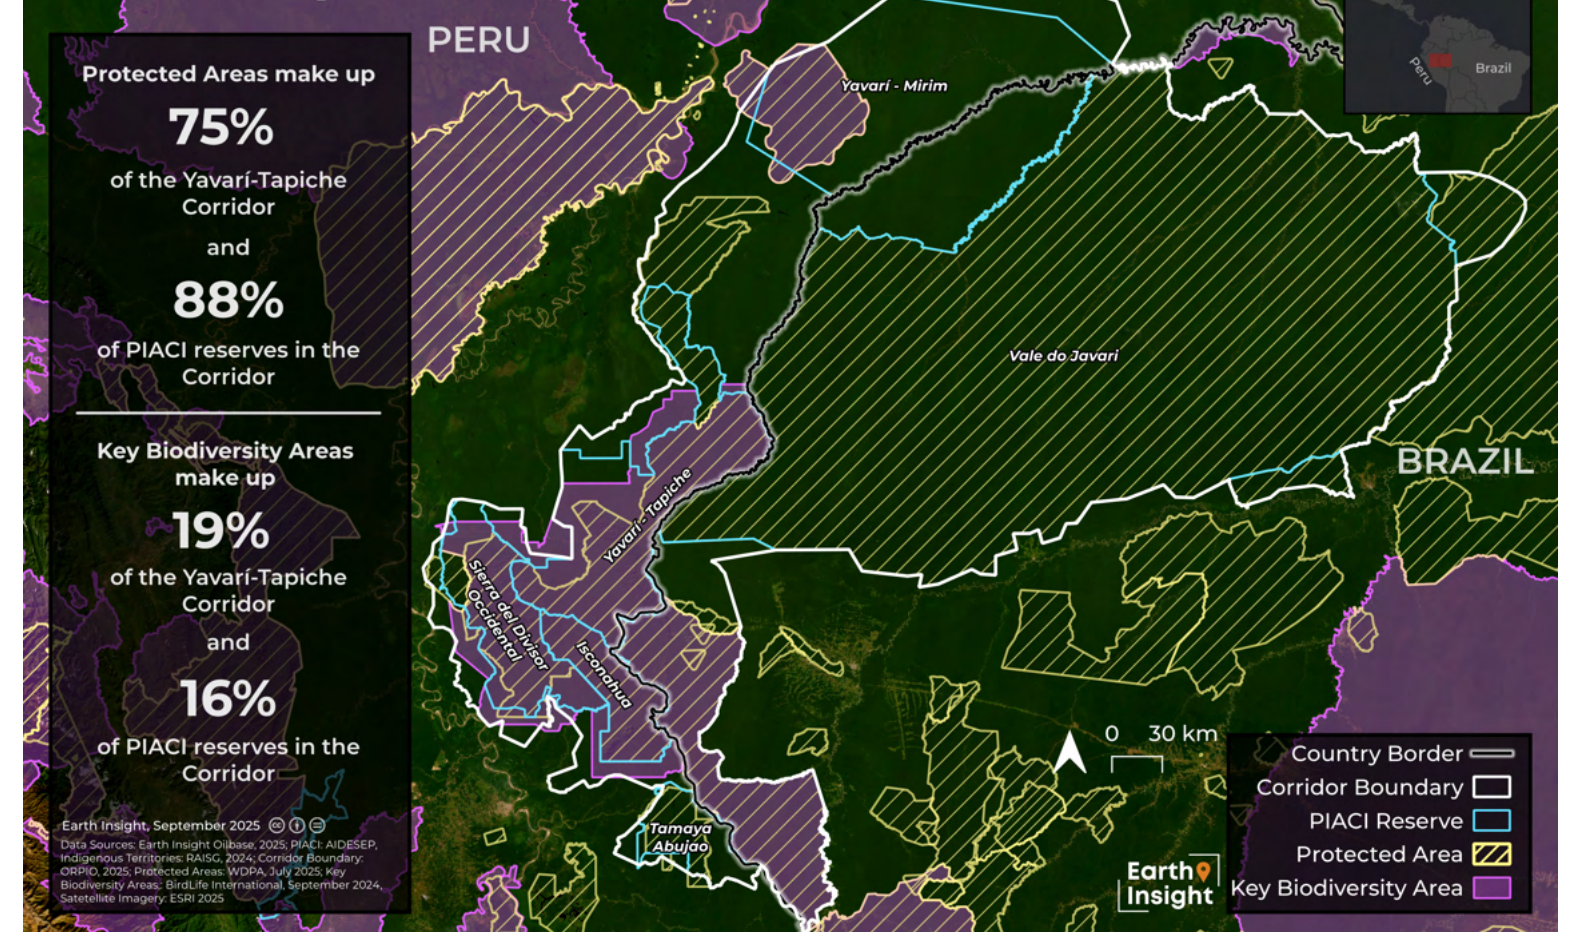 PERU
Protected Areas make up
75%
of the Yavarí-Tapiche
Corridor
and
88%
of PIACI reserves in the
Corridor
Key Biodiversity Areas
make up
19%
of the Yavarí-Tapiche
Corridor
and
16%
of PIACI reserves in the
Corridor
Earth Insight, September 2025
Data Sources: Earth Insight Oilbase, 2025; PIACI: AIDESEP,
Indigenous Territories: RAISG, 2024; Corridor Boundary:
ORPIO, 2025; Protected Areas: WDPA, July 2025; Key
Biodiversity Areas: BirdLife International, September 2024,
Satetellite Imagery: ESRI 2025
Yavarí - Mirim
Peru
Brazil
Vale do Javari
BRAZIL
Yavarí - Tapiche
Sierra del Divisor
Occidental
Isconahua
Tamaya
Abujao
0 30 km
Country Border
Corridor Boundary
PIACI Reserve
Protected Area
Key Biodiversity Area
Earth
Insight